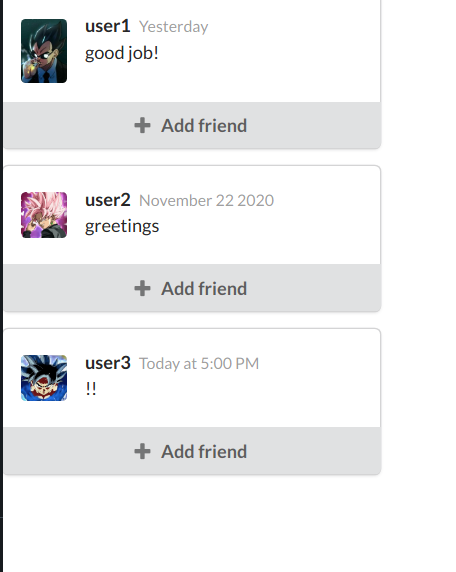 user1 Yesterday
good job!
Add friend
user2 November 22 2020
greetings
Add friend
user3 Today at 5:00 PM
!!
Add friend